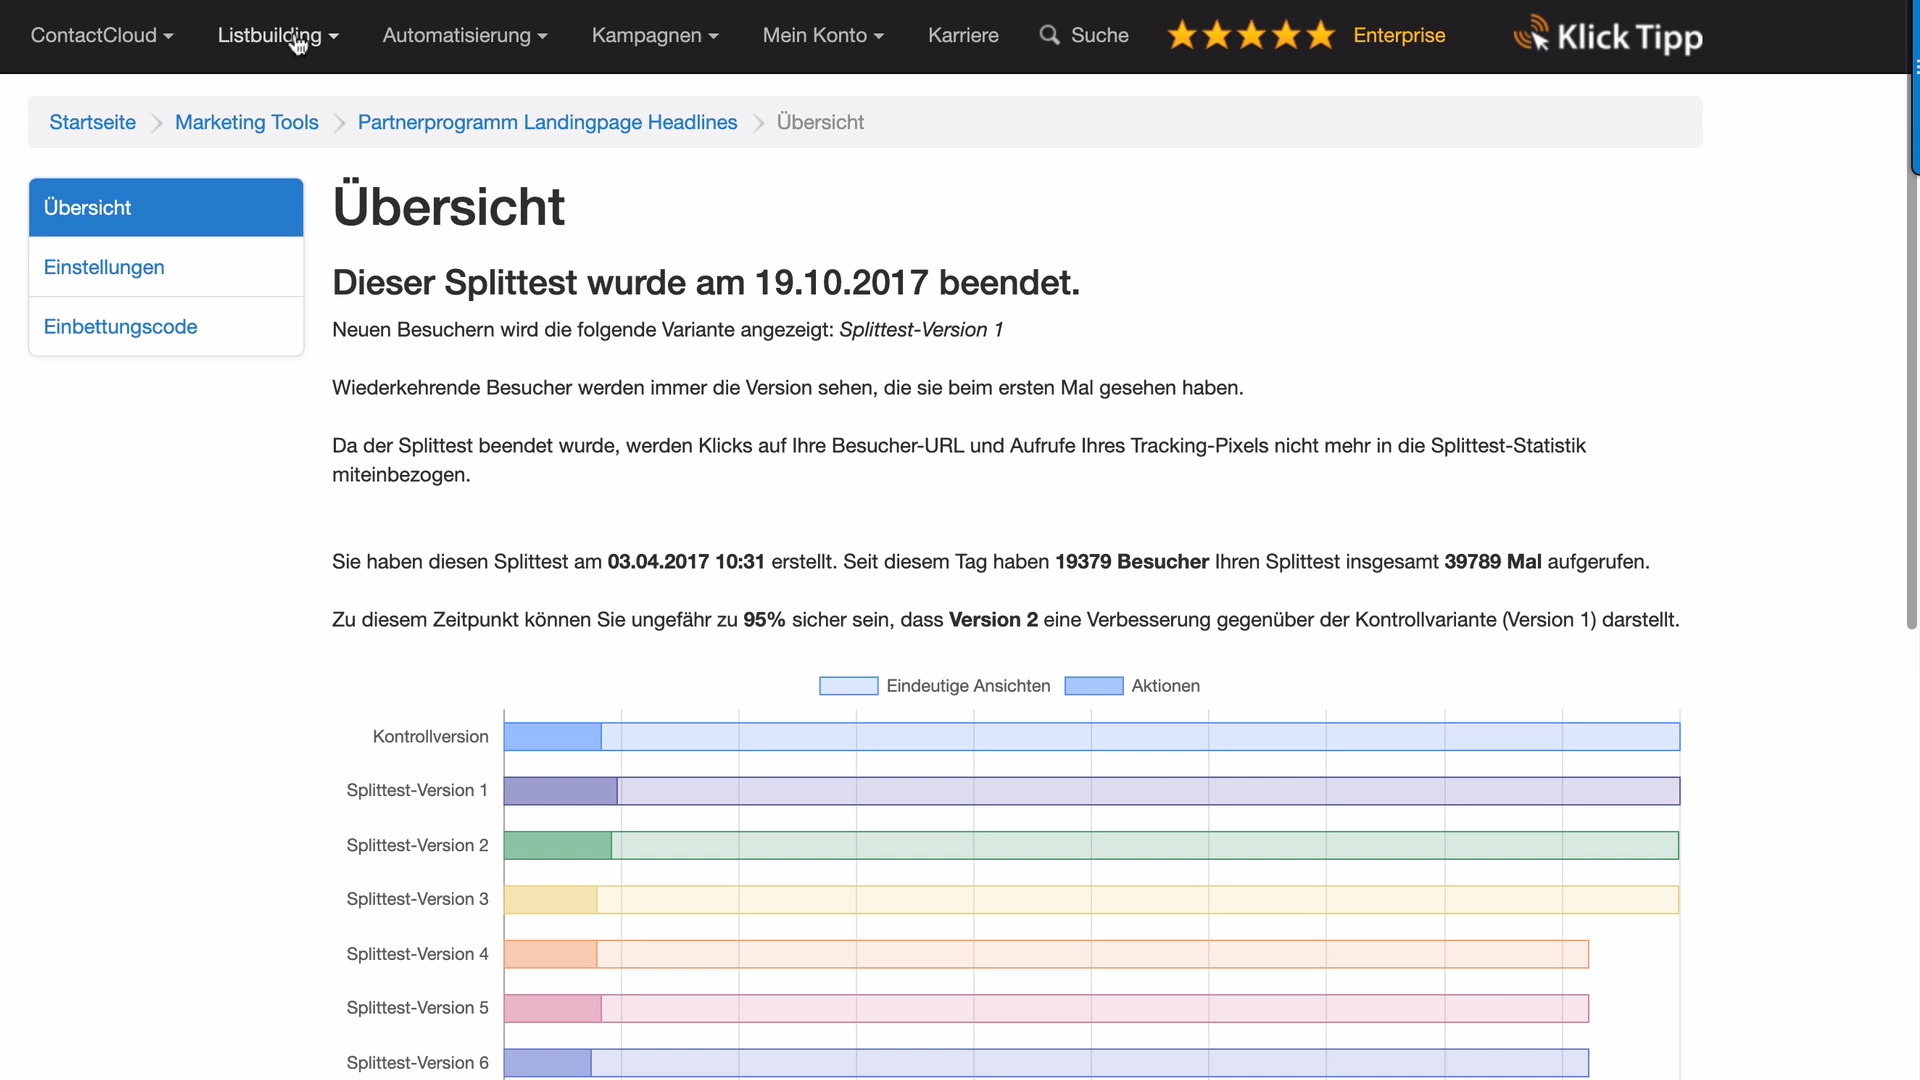 ContactCloud Listbuilding Automatisierung Kampagnen Mein Konto Karriere Suche Enterprise Klick Tipp
Startseite Marketing Tools Partnerprogramm Landingpage Headlines Übersicht
Übersicht
Einstellungen
Einbettungscode
Übersicht
Dieser Splittest wurde am 19.10.2017 beendet.
Neuen Besuchern wird die folgende Variante angezeigt: Splittest-Version 1
Wiederkehrende Besucher werden immer die Version sehen, die sie beim ersten Mal gesehen haben.
Da der Splittest beendet wurde, werden Klicks auf Ihre Besucher-URL und Aufrufe Ihres Tracking-Pixels nicht mehr in die Splittest-Statistik
miteinbezogen.
Sie haben diesen Splittest am 03.04.2017 10:31 erstellt. Seit diesem Tag haben 19379 Besucher Ihren Splittest insgesamt 39789 Mal aufgerufen.
Zu diesem Zeitpunkt können Sie ungefähr zu 95% sicher sein, dass Version 2 eine Verbesserung gegenüber der Kontrollvariante (Version 1) darstellt.
Eindeutige Ansichten Aktionen
Kontrollversion
Splittest-Version 1
Splittest-Version 2
Splittest-Version 3
Splittest-Version 4
Splittest-Version 5
Splittest-Version 6